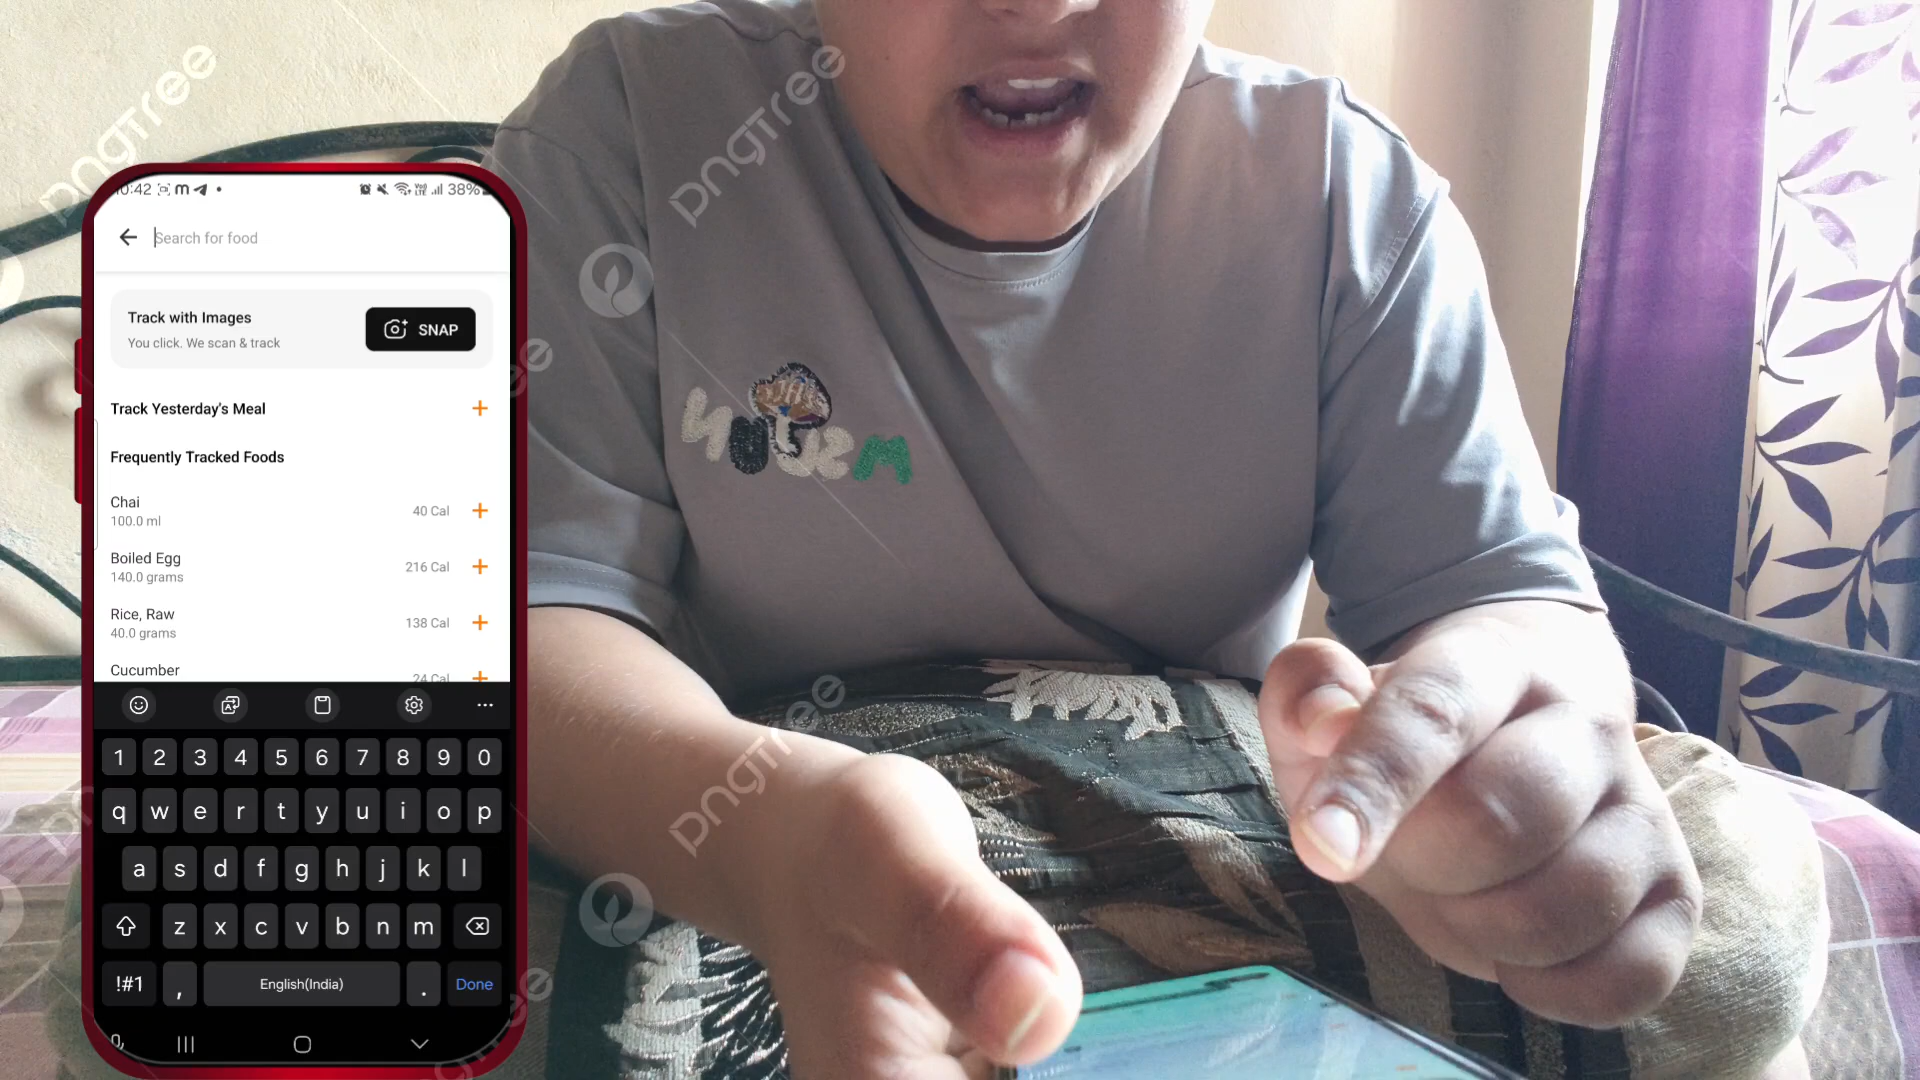 10:42
38%
Search for food
Track with Images
You click. We scan & track
SNAP
Track Yesterday's Meal
Frequently Tracked Foods
Chai
100.0 ml
40 Cal
Boiled Egg
140.0 grams
216 Cal
Rice, Raw
40.0 grams
138 Cal
Cucumber
24 Cal
1 2 3 4 5 6 7 8 9 0
q w e r t y u i o p
a s d f g h j k l
z x c v b n m
!#1 , English(India) . Done
pngtree
pngtree
pngtree